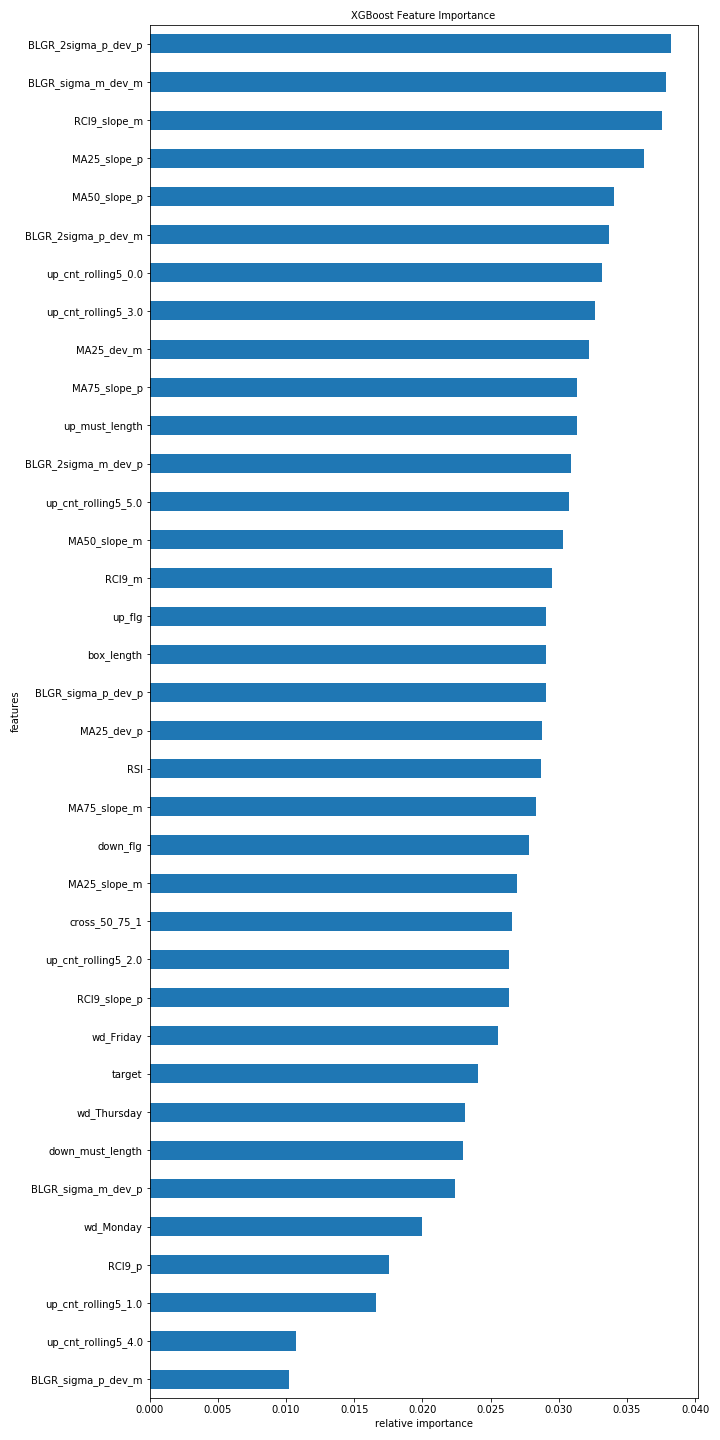 XGBoost Feature Importance
BLGR_2sigma_p_dev_p
BLGR_sigma_m_dev_m
RCI9_slope_m
MA25_slope_p
MA50_slope_p
BLGR_2sigma_p_dev_m
up_cnt_rolling5_0.0
up_cnt_rolling5_3.0
MA25_dev_m
MA75_slope_p
up_must_length
BLGR_2sigma_m_dev_p
up_cnt_rolling5_5.0
MA50_slope_m
RCI9_m
up_flg
box_length
BLGR_sigma_p_dev_p
features
MA25_dev_p
RSI
MA75_slope_m
down_flg
MA25_slope_m
cross_50_75_1
up_cnt_rolling5_2.0
RCI9_slope_p
wd_Friday
target
wd_Thursday
down_must_length
BLGR_sigma_m_dev_p
wd_Monday
RCI9_p
up_cnt_rolling5_1.0
up_cnt_rolling5_4.0
BLGR_sigma_p_dev_m
0.000 0.005 0.010 0.015 0.020 0.025 0.030 0.035 0.040
relative importance